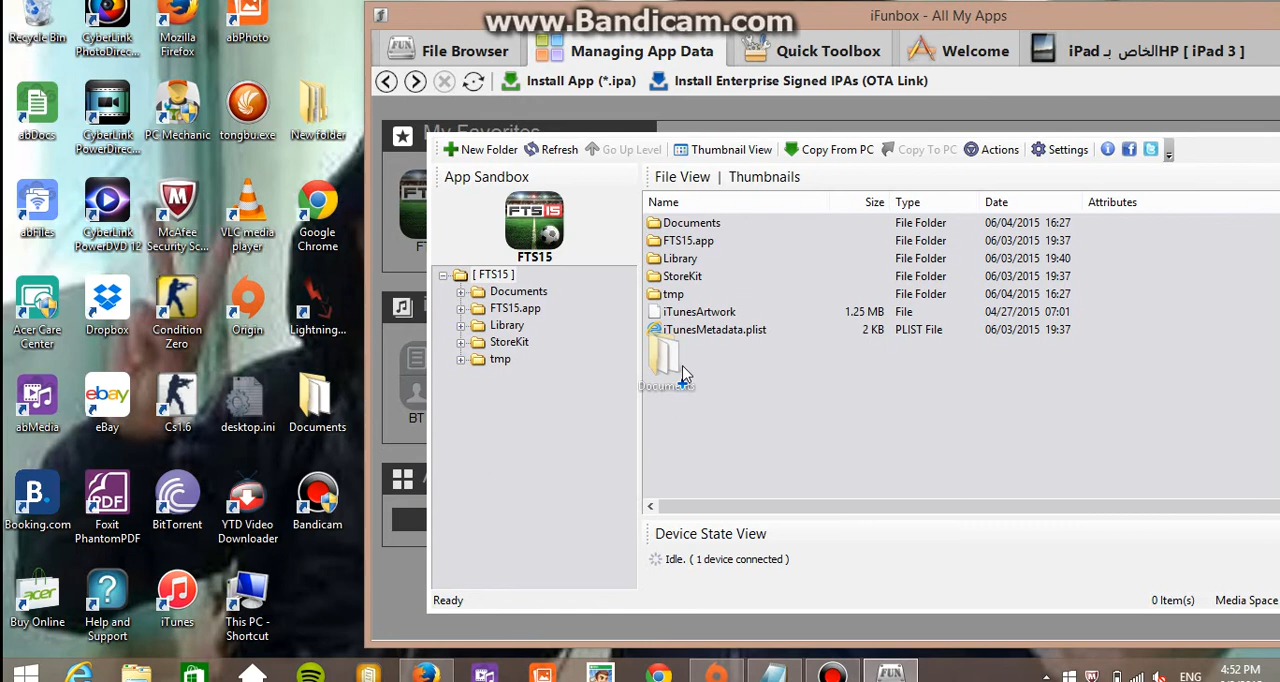 www.Bandicam.com
iFunbox - All My Apps
File Browser
Managing App Data
Quick Toolbox
Welcome
iPad الخاص بـ HP [ iPad 3 ]
Install App (*.ipa)
Install Enterprise Signed IPAs (OTA Link)
My Favorites
New Folder
Refresh
Go Up Level
Thumbnail View
Copy From PC
Copy To PC
Actions
Settings
App Sandbox
FTS15
FTS15
[ FTS15 ]
Documents
FTS15.app
Library
StoreKit
tmp
File View | Thumbnails
Name Size Type Date Attributes
Documents File Folder 06/04/2015 16:27
FTS15.app File Folder 06/03/2015 19:37
Library File Folder 06/03/2015 19:40
StoreKit File Folder 06/03/2015 19:37
tmp File Folder 06/04/2015 16:27
iTunesArtwork 1.25 MB File 04/27/2015 07:01
iTunesMetadata.plist 2 KB PLIST File 06/03/2015 19:37
Documents
Device State View
Idle. ( 1 device connected )
Ready
0 Item(s)
Media Space
BT
Recycle Bin
CyberLink
PhotoDirec...
Mozilla
Firefox
abPhoto
abDocs
CyberLink
PowerDirec...
PC Mechanic
tongbu.exe
New folder
abFiles
CyberLink
PowerDVD 12
McAfee
Security Sc...
VLC media
player
Google
Chrome
Acer Care
Center
Dropbox
Condition
Zero
Origin
Lightning...
abMedia
eBay
Cs1.6
desktop.ini
Documents
Booking.com
Foxit
PhantomPDF
BitTorrent
YTD Video
Downloader
Bandicam
Buy Online
Help and
Support
iTunes
This PC -
Shortcut
ENG
4:52 PM